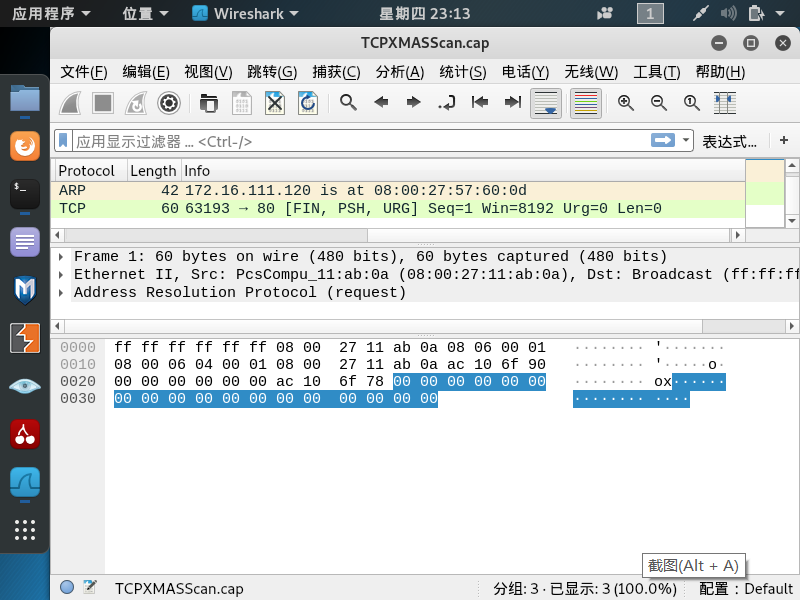 应用程序 位置 Wireshark 星期四 23:13 1
TCPXMASScan.cap
文件(F) 编辑(E) 视图(V) 跳转(G) 捕获(C) 分析(A) 统计(S) 电话(Y) 无线(W) 工具(T) 帮助(H)
应用显示过滤器 … <Ctrl-/> 表达式… +
Protocol Length Info
ARP 42 172.16.111.120 is at 08:00:27:57:60:0d
TCP 60 63193 → 80 [FIN, PSH, URG] Seq=1 Win=8192 Urg=0 Len=0
Frame 1: 60 bytes on wire (480 bits), 60 bytes captured (480 bits)
Ethernet II, Src: PcsCompu_11:ab:0a (08:00:27:11:ab:0a), Dst: Broadcast (ff:ff:ff
Address Resolution Protocol (request)
0000 ff ff ff ff ff ff 08 00 27 11 ab 0a 08 06 00 01 ········ '·······
0010 08 00 06 04 00 01 08 00 27 11 ab 0a ac 10 6f 90 ········ '·····o·
0020 00 00 00 00 00 00 ac 10 6f 78 00 00 00 00 00 00 ········ ox······
0030 00 00 00 00 00 00 00 00 00 00 00 00 ········ ····
截图(Alt + A)
TCPXMASScan.cap 分组: 3 · 已显示: 3 (100.0%) 配置: Default